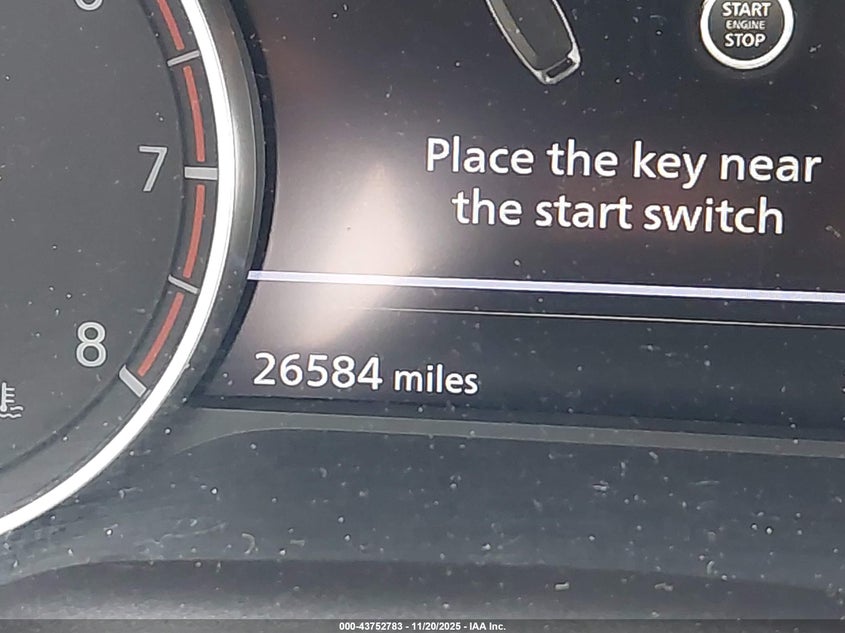 START
ENGINE
STOP
Place the key near
the start switch
7
8
26584 miles
000-43752783 - 11/20/2025 - IAA Inc.